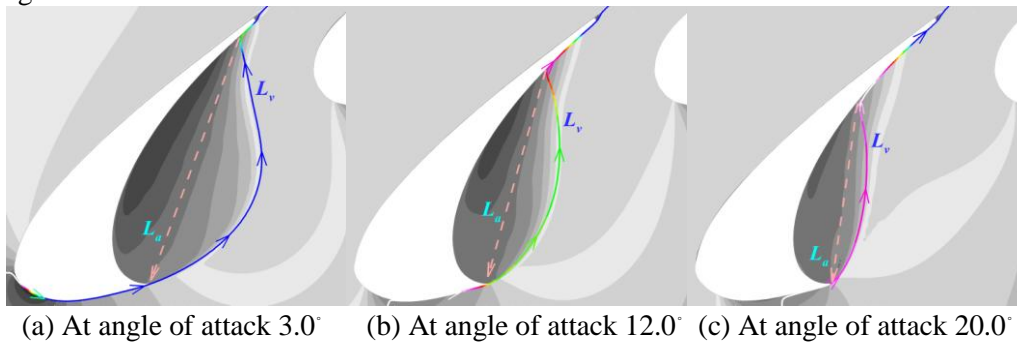 L_v L_v L_v
L_a L_a L_a
(a) At angle of attack 3.0° (b) At angle of attack 12.0° (c) At angle of attack 20.0°